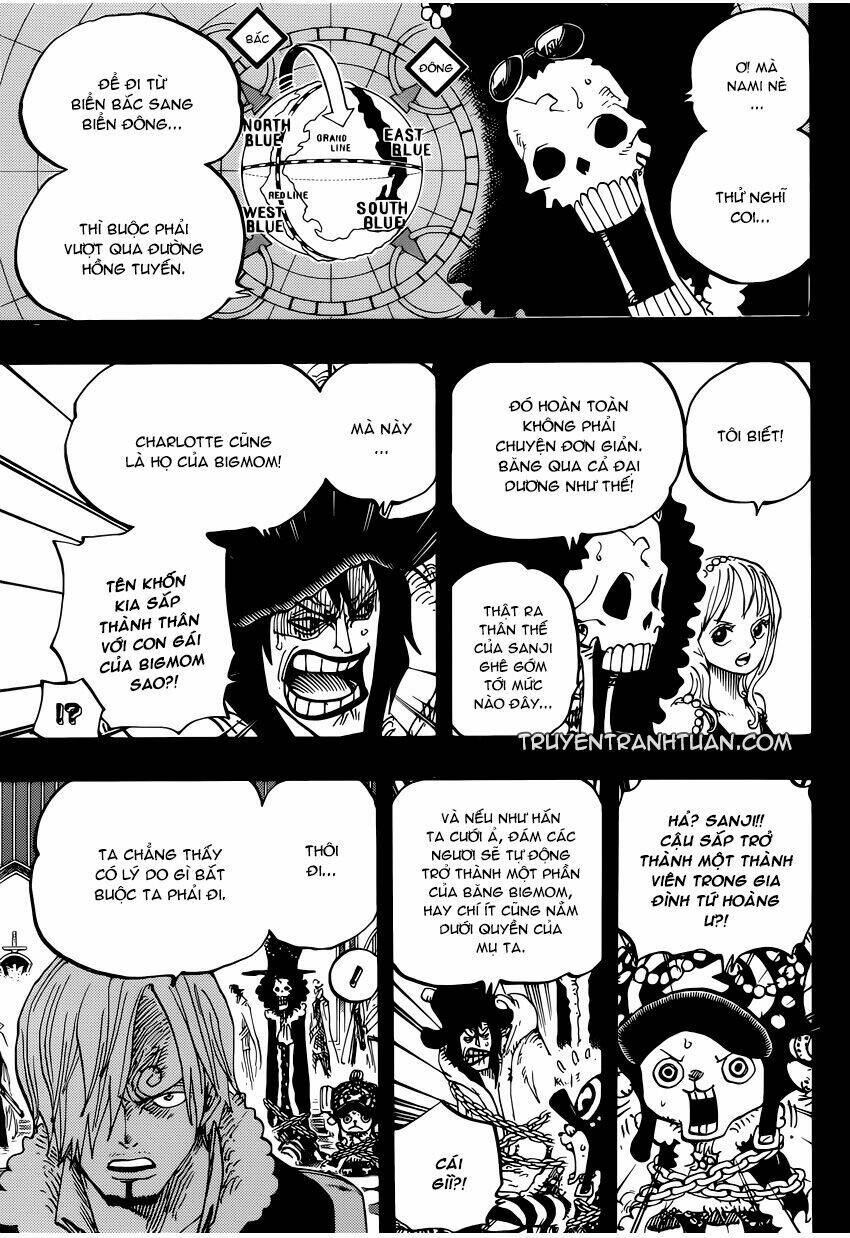 Ơ! MÀ
NAMI NÈ
...
THỬ NGHĨ
COI...
BẮC
ĐÔNG
NORTH
BLUE
GRAND
LINE
EAST
BLUE
RED LINE
WEST
BLUE
SOUTH
BLUE
ĐỂ ĐI TỪ
BIỂN BẮC SANG
BIỂN ĐÔNG...
THÌ BUỘC PHẢI
VƯỢT QUA ĐƯỜNG
HỒNG TUYẾN.
TÔI BIẾT!
ĐÓ HOÀN TOÀN
KHÔNG PHẢI
CHUYỆN ĐƠN GIẢN.
BĂNG QUA CẢ ĐẠI
DƯƠNG NHƯ THẾ!
THẬT RA
THÂN THẾ
CỦA SANJI
GHÊ GỚM
TỚI MỨC
NÀO ĐÂY...
MÀ NÀY
...
CHARLOTTE CŨNG
LÀ HỌ CỦA BIGMOM!
TÊN KHỐN
KIA SẮP
THÀNH THÂN
VỚI CON GÁI
CỦA BIGMOM
SAO?!
!?
TRUYENTRANHTUAN.COM
HẢ? SANJI!!
CẬU SẮP TRỞ
THÀNH MỘT THÀNH
VIÊN TRONG GIA
ĐÌNH TỨ HOÀNG
Ư?!
VÀ NẾU NHƯ HẮN
TA CƯỚI Ả, ĐÁM CÁC
NGƯƠI SẼ TỰ ĐỘNG
TRỞ THÀNH MỘT PHẦN
CỦA BĂNG BIGMOM,
HAY CHÍ ÍT CŨNG NẰM
DƯỚI QUYỀN CỦA
MỤ TA.
CÁI
GÌ?!
THÔI
ĐI...
TA CHẲNG THẤY
CÓ LÝ DO GÌ BẮT
BUỘC TA PHẢI ĐI.
!